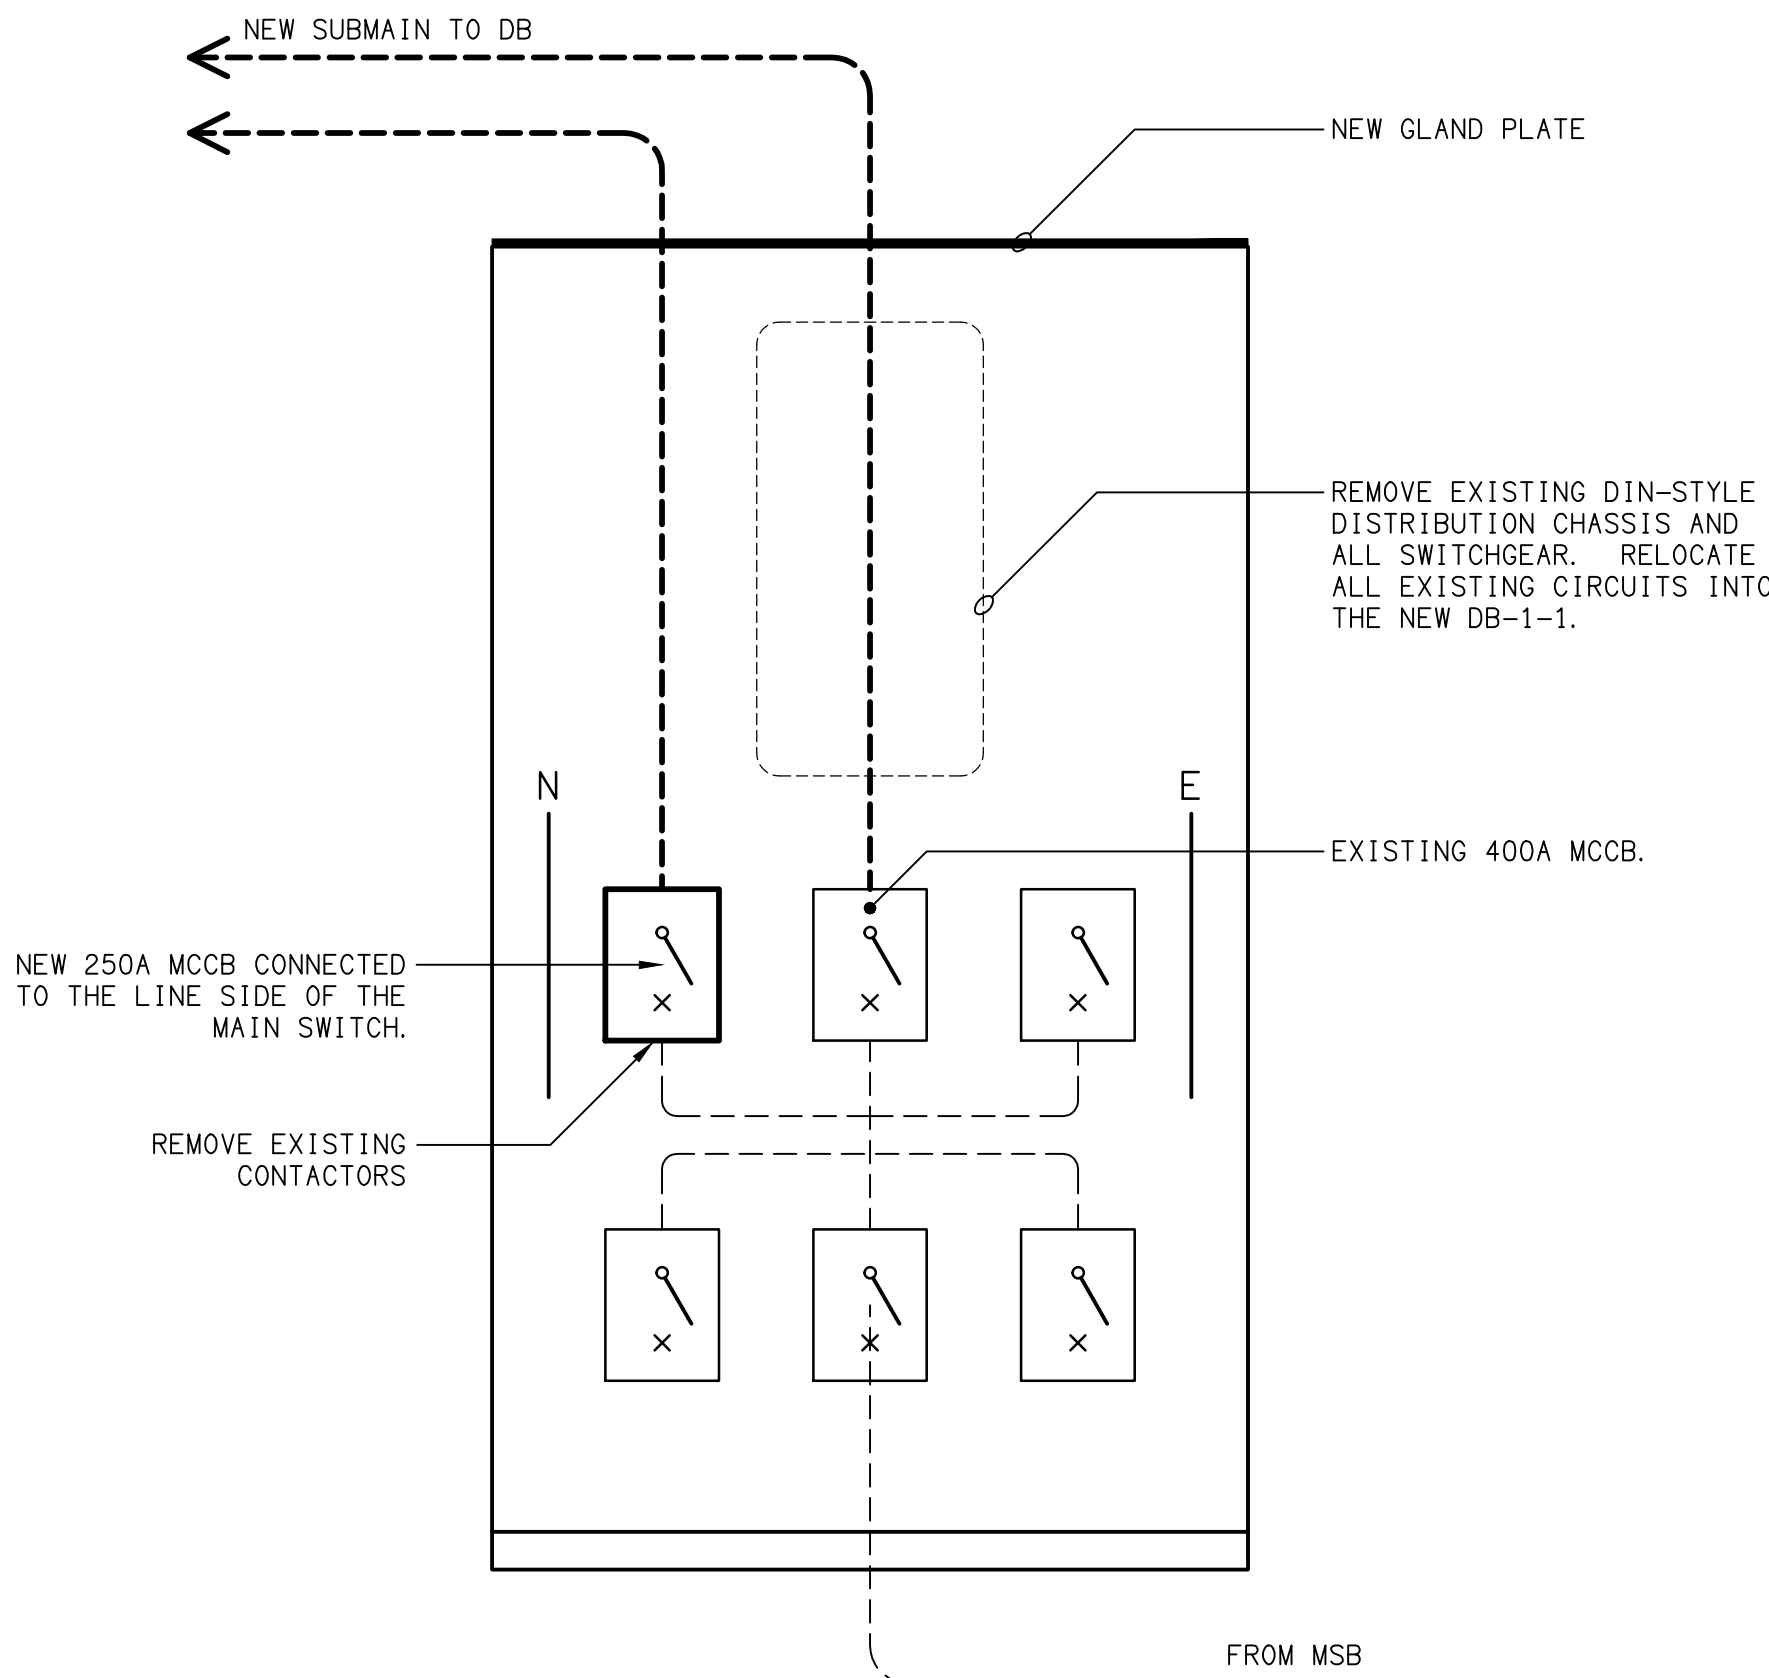 NEW SUBMAIN TO DB
NEW GLAND PLATE
REMOVE EXISTING DIN-STYLE
DISTRIBUTION CHASSIS AND
ALL SWITCHGEAR. RELOCATE
ALL EXISTING CIRCUITS INTO
THE NEW DB-1-1.
N
E
EXISTING 400A MCCB.
NEW 250A MCCB CONNECTED
TO THE LINE SIDE OF THE
MAIN SWITCH.
REMOVE EXISTING
CONTACTORS
FROM MSB